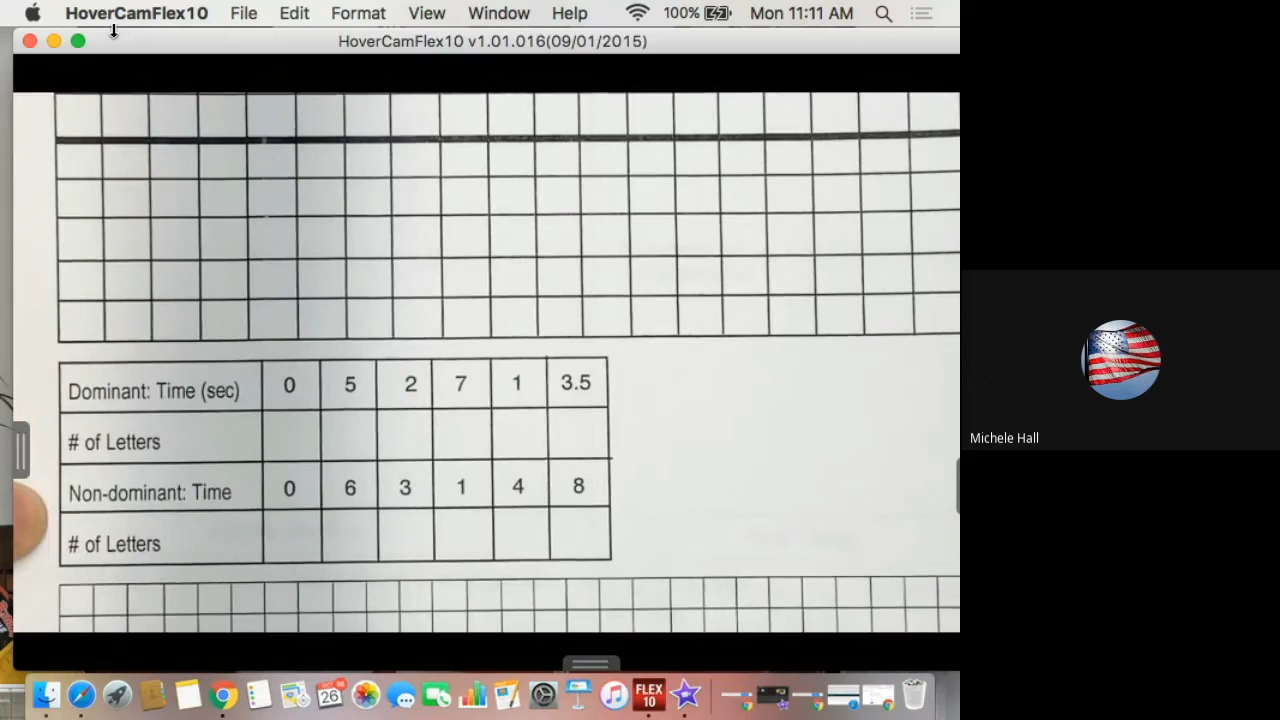 HoverCamFlex10 File Edit Format View Window Help 100% Mon 11:11 AM
HoverCamFlex10 v1.01.016(09/01/2015)
Dominant: Time (sec) 0 5 2 7 1 3.5
# of Letters
Non-dominant: Time 0 6 3 1 4 8
# of Letters
Michele Hall
26
FLEX
10